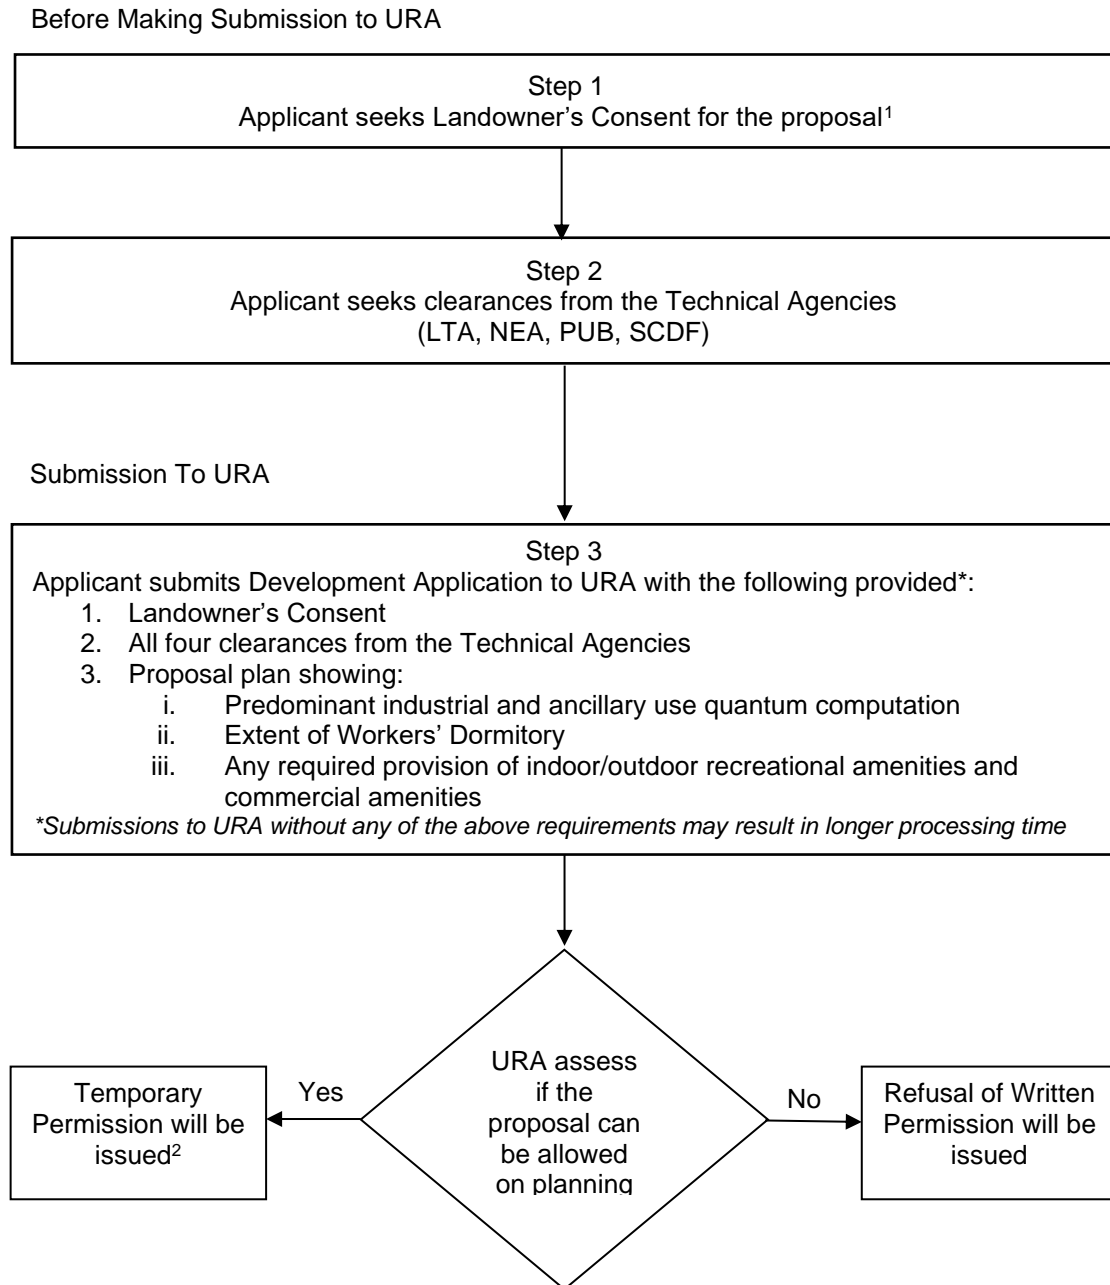 Before Making Submission to URA
Step 1
Applicant seeks Landowner’s Consent for the proposal¹
Step 2
Applicant seeks clearances from the Technical Agencies
(LTA, NEA, PUB, SCDF)
Submission To URA
Step 3
Applicant submits Development Application to URA with the following provided*:
1. Landowner’s Consent
2. All four clearances from the Technical Agencies
3. Proposal plan showing:
i. Predominant industrial and ancillary use quantum computation
ii. Extent of Workers’ Dormitory
iii. Any required provision of indoor/outdoor recreational amenities and
commercial amenities
*Submissions to URA without any of the above requirements may result in longer processing time
URA assess
if the
proposal can
be allowed
on planning
Yes
Temporary
Permission will be
issued²
No
Refusal of Written
Permission will be
issued